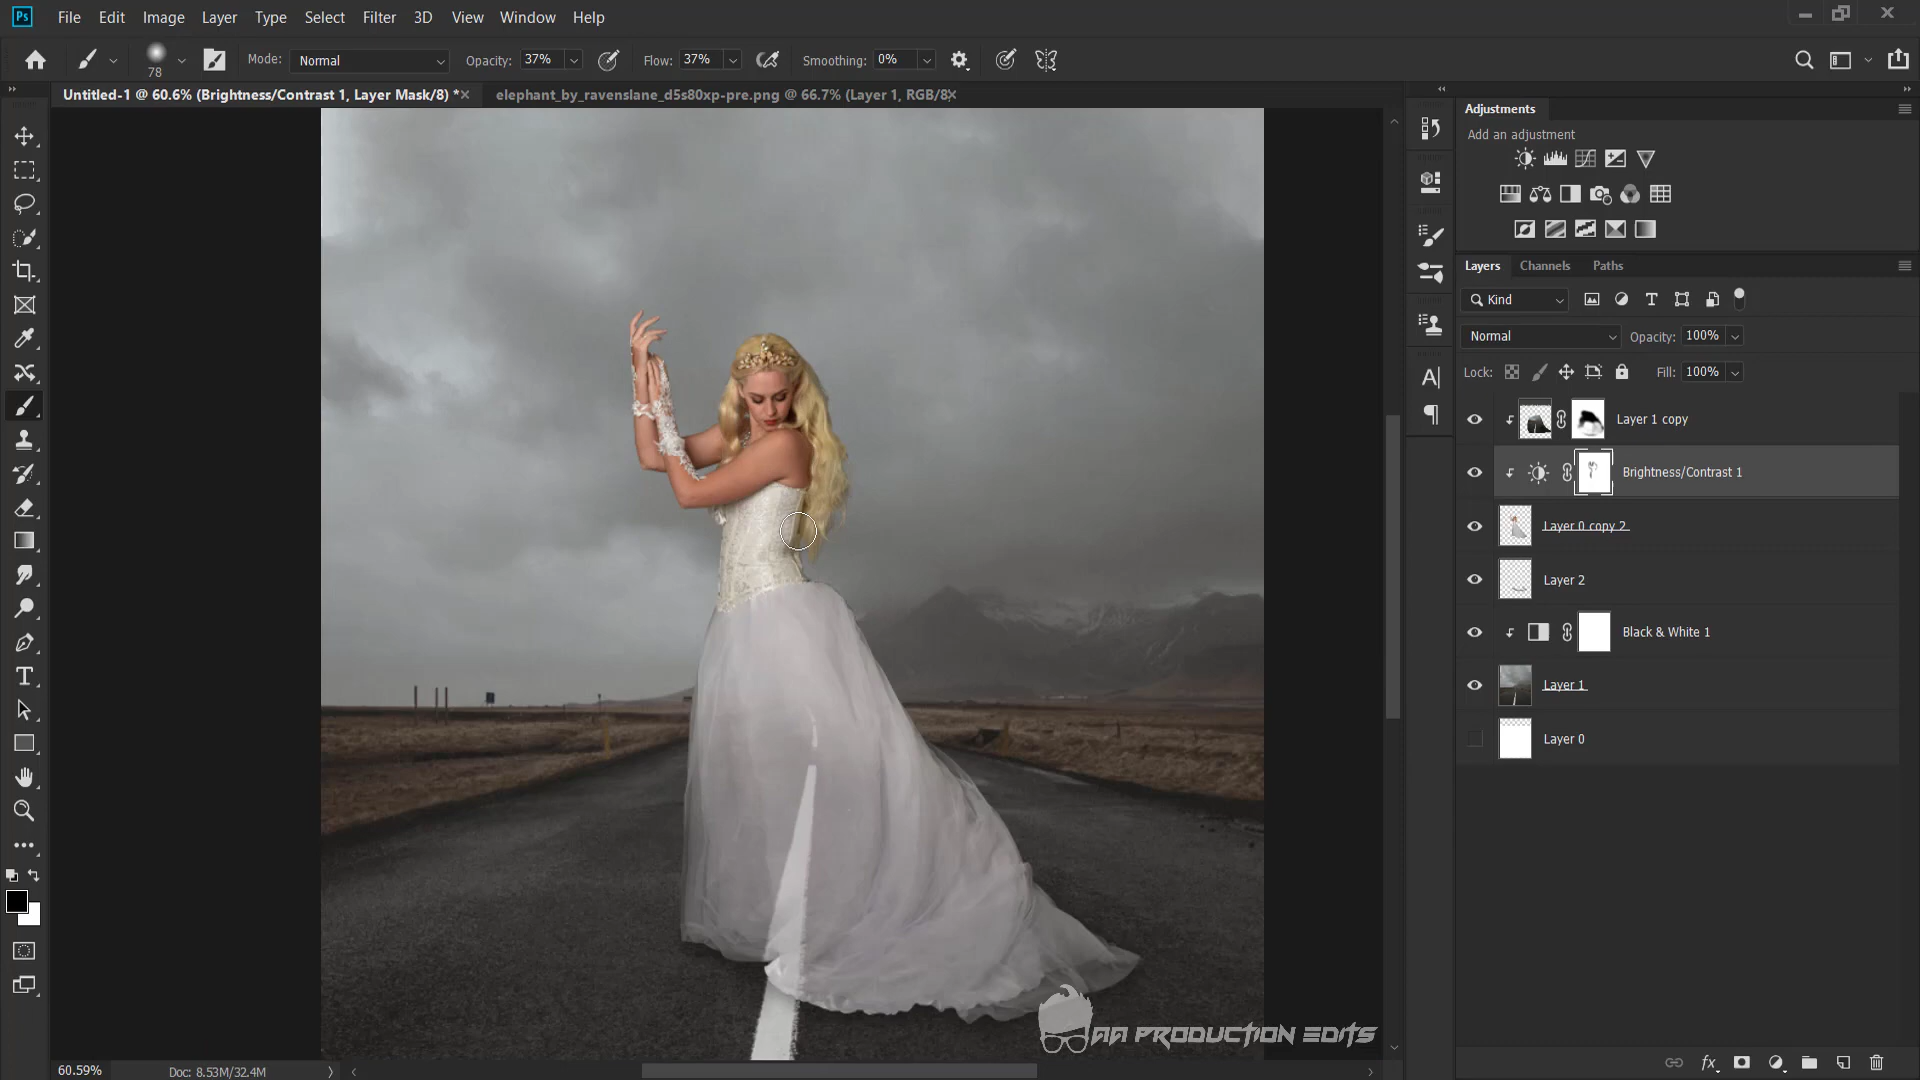 Ps File Edit Image Layer Type Select Filter 3D View Window Help
78 Mode: Normal Opacity: 37% Flow: 37% Smoothing: 0%
Untitled-1 @ 60.6% (Brightness/Contrast 1, Layer Mask/8) *
elephant_by_ravenslane_d5s80xp-pre.png @ 66.7% (Layer 1, RGB/8
Adjustments
Add an adjustment
Layers Channels Paths
Kind
Normal Opacity: 100%
Lock: Fill: 100%
Layer 1 copy
Brightness/Contrast 1
Layer 0 copy 2
Layer 2
Black & White 1
Layer 1
Layer 0
AA PRODUCTION EDITS
60.59% Doc: 8.53M/32.4M